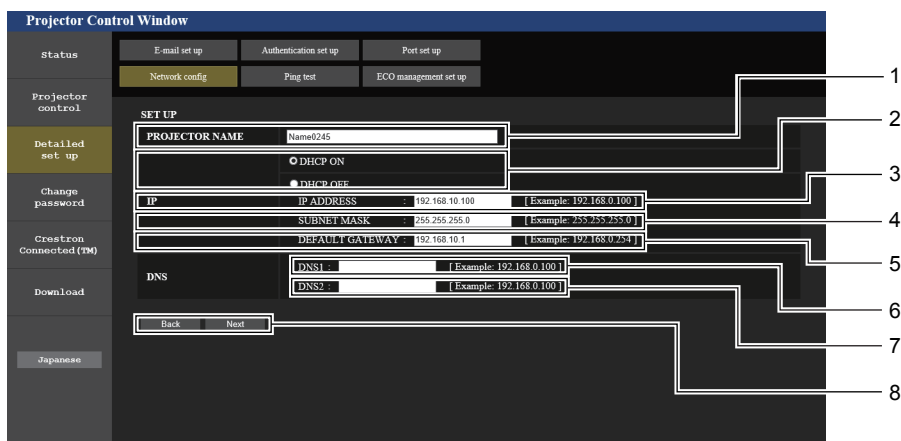 Projector Control Window
Status
Projector
control
Detailed
set up
Change
password
Crestron
Connected(TM)
Download
Japanese
E-mail set up Authentication set up Port set up
Network config Ping test ECO management set up
SET UP
PROJECTOR NAME Name0245
DHCP ON
DHCP OFF
IP IP ADDRESS : 192.168.10.100 [ Example: 192.168.0.100 ]
SUBNET MASK : 255.255.255.0 [ Example: 255.255.255.0 ]
DEFAULT GATEWAY : 192.168.10.1 [ Example: 192.168.0.254 ]
DNS
DNS1 : [ Example: 192.168.0.100 ]
DNS2 : [ Example: 192.168.0.100 ]
Back Next
1
2
3
4
5
6
7
8